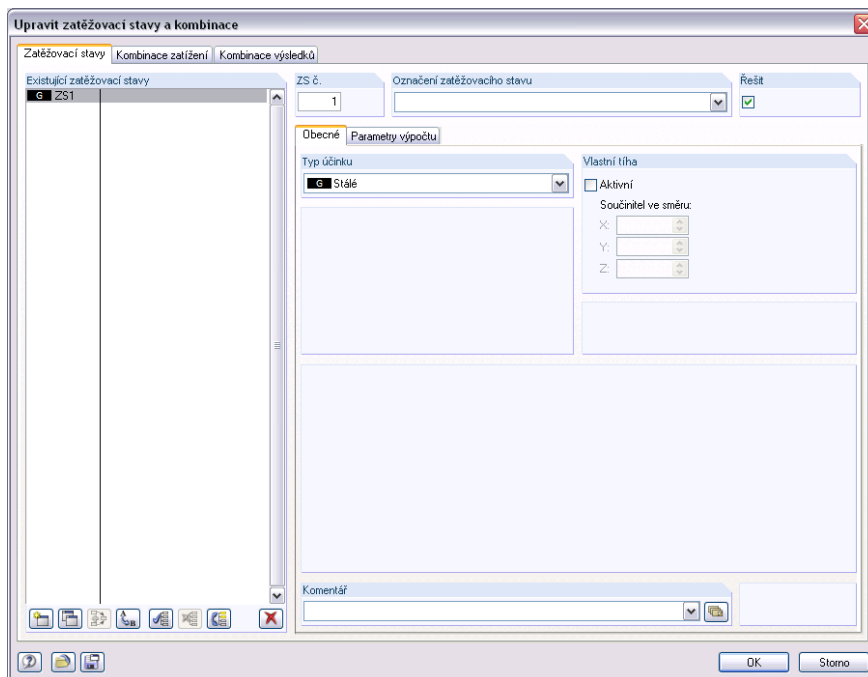 Upravit zatěžovací stavy a kombinace
Zatěžovací stavy
Kombinace zatížení
Kombinace výsledků
Existující zatěžovací stavy
G ZS1
ZS č.
1
Označení zatěžovacího stavu
Řešit
Obecné
Parametry výpočtu
Typ účinku
G Stálé
Vlastní tíha
Aktivní
Součinitel ve směru:
X:
Y:
Z:
Komentář
OK
Storno